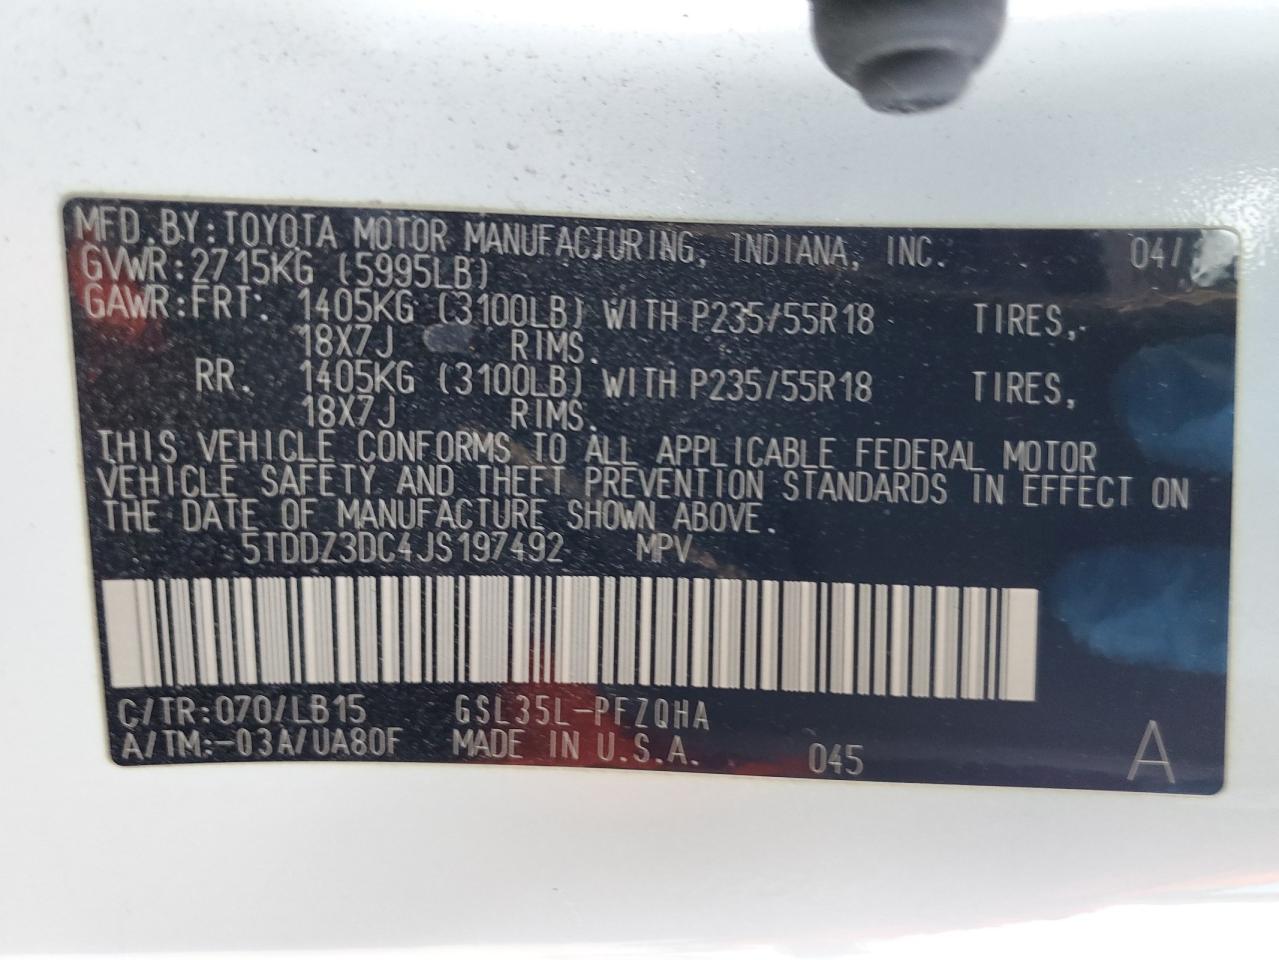 MFD.BY:TOYOTA MOTOR MANUFACTURING, INDIANA, INC. 04/
GVWR:2715KG (5995LB)
GAWR:FRT: 1405KG (3100LB) WITH P235/55R18 TIRES,
18X7J RIMS.
RR. 1405KG (3100LB) WITH P235/55R18 TIRES,
18X7J RIMS.
THIS VEHICLE CONFORMS TO ALL APPLICABLE FEDERAL MOTOR
VEHICLE SAFETY AND THEFT PREVENTION STANDARDS IN EFFECT ON
THE DATE OF MANUFACTURE SHOWN ABOVE.
5TDDZ3DC4JS197492 MPV
C/TR:070/LB15 GSL35L-PFZQHA
A/TM:-03A/UA80F MADE IN U.S.A. 045 A